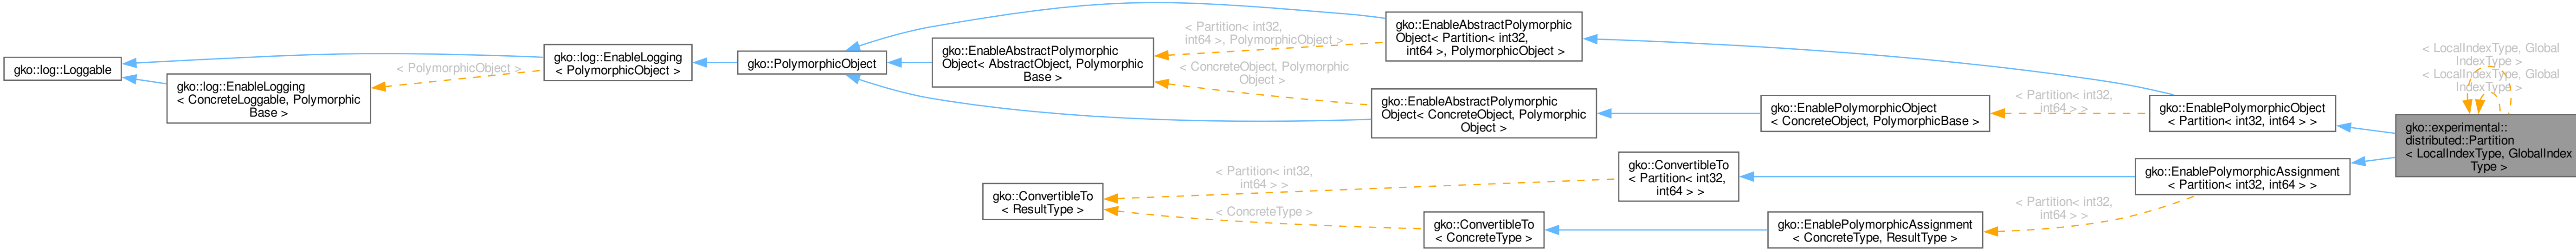 gko::log::Loggable
gko::log::EnableLogging
< ConcreteLoggable, Polymorphic
Base >
< PolymorphicObject >
gko::log::EnableLogging
< PolymorphicObject >
gko::PolymorphicObject
gko::EnableAbstractPolymorphic
Object< AbstractObject, Polymorphic
Base >
< Partition< int32,
int64 >, PolymorphicObject >
< ConcreteObject, Polymorphic
Object >
gko::EnableAbstractPolymorphic
Object< Partition< int32,
int64 >, PolymorphicObject >
gko::EnableAbstractPolymorphic
Object< ConcreteObject, Polymorphic
Object >
gko::EnablePolymorphicObject
< ConcreteObject, PolymorphicBase >
< Partition< int32,
int64 > >
gko::EnablePolymorphicObject
< Partition< int32, int64 > >
< LocalIndexType, Global
IndexType >
< LocalIndexType, Global
IndexType >
gko::experimental::
distributed::Partition
< LocalIndexType, GlobalIndex
Type >
gko::ConvertibleTo
< ResultType >
< Partition< int32,
int64 > >
< ConcreteType >
gko::ConvertibleTo
< Partition< int32,
int64 > >
gko::ConvertibleTo
< ConcreteType >
gko::EnablePolymorphicAssignment
< ConcreteType, ResultType >
< Partition< int32,
int64 > >
gko::EnablePolymorphicAssignment
< Partition< int32, int64 > >